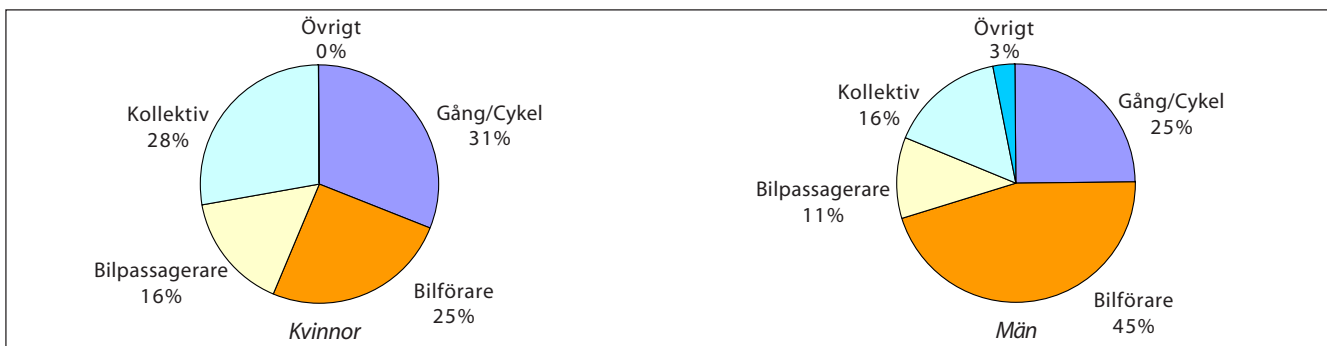 Övrigt
0%
Kollektiv
28%
Gång/Cykel
31%
Bilpassagerare
16%
Bilförare
25%
Kvinnor
Övrigt
3%
Kollektiv
16%
Gång/Cykel
25%
Bilpassagerare
11%
Bilförare
45%
Män